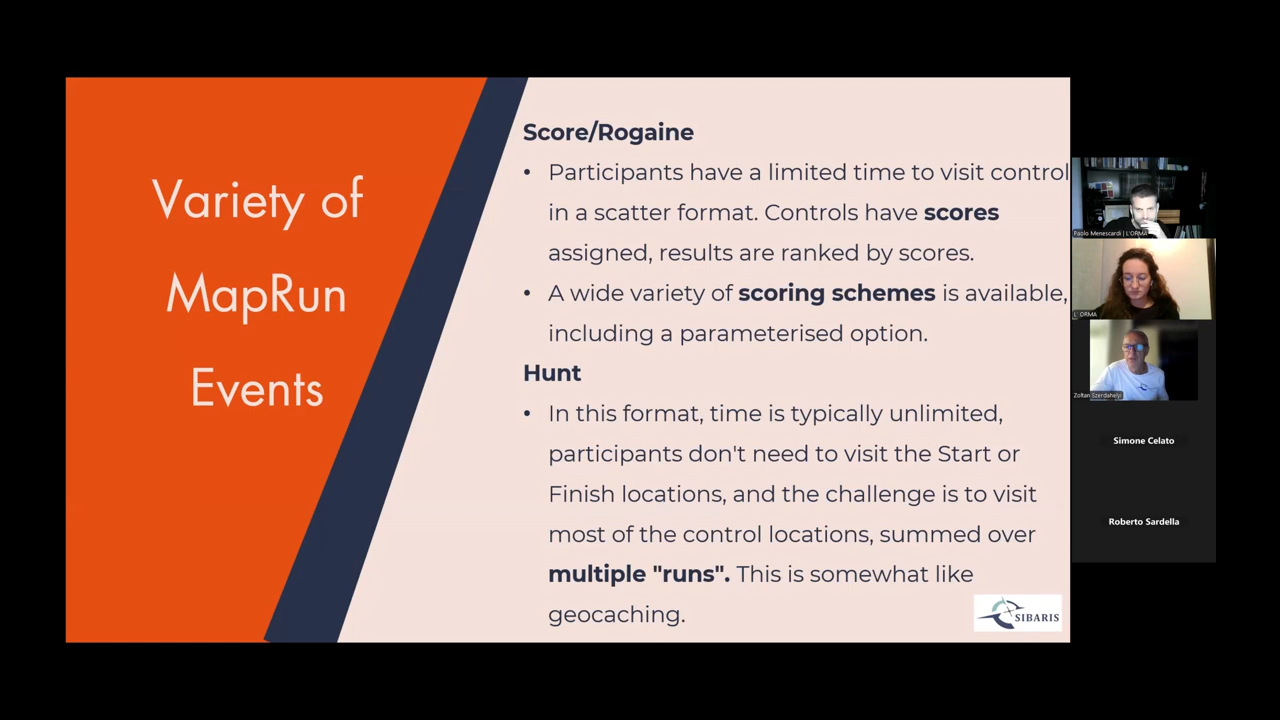 Variety of
MapRun
Events
Score/Rogaine
• Participants have a limited time to visit control
in a scatter format. Controls have scores
assigned, results are ranked by scores.
• A wide variety of scoring schemes is available,
including a parameterised option.
Hunt
• In this format, time is typically unlimited,
participants don't need to visit the Start or
Finish locations, and the challenge is to visit
most of the control locations, summed over
multiple "runs". This is somewhat like
geocaching.
SIBARIS
Paolo Menescardi | L'ORMA
L' ORMA
Zoltan Szerdahelyi
Simone Celato
Roberto Sardella